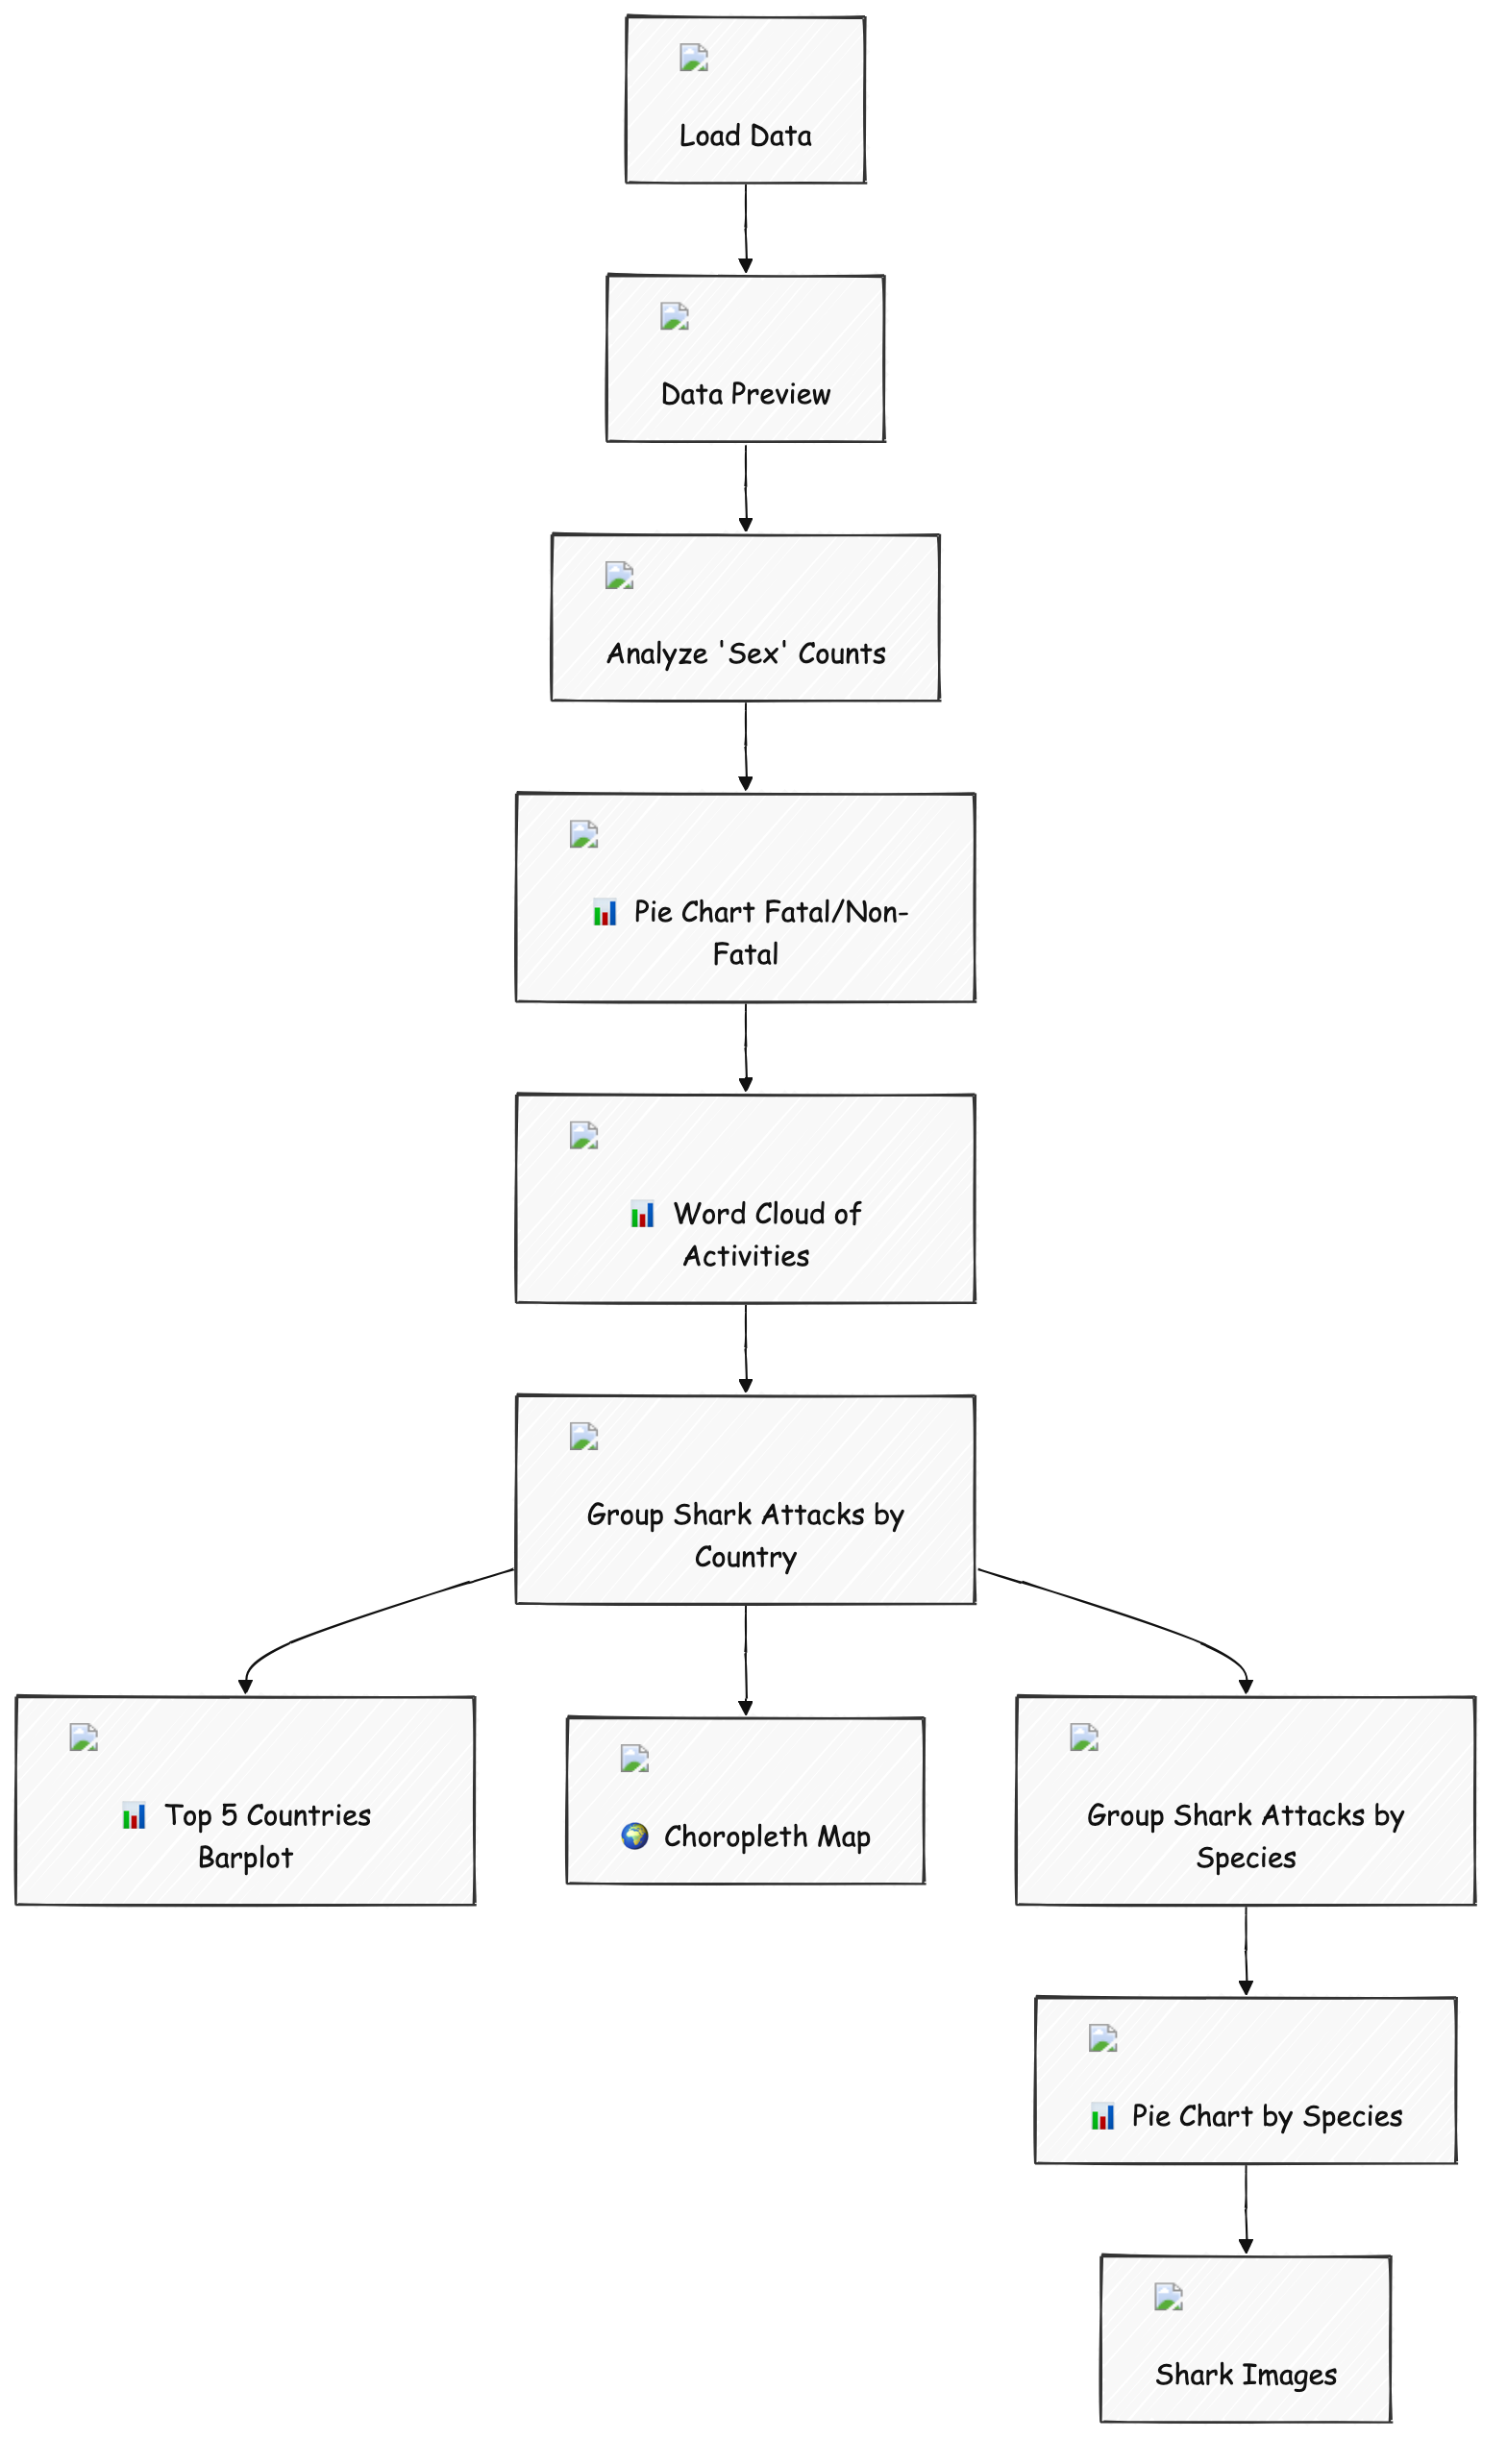 Load Data
Data Preview
Analyze 'Sex' Counts
📊 Pie Chart Fatal/Non-
Fatal
📊 Word Cloud of
Activities
Group Shark Attacks by
Country
📊 Top 5 Countries
Barplot
🌍 Choropleth Map
Group Shark Attacks by
Species
📊 Pie Chart by Species
Shark Images